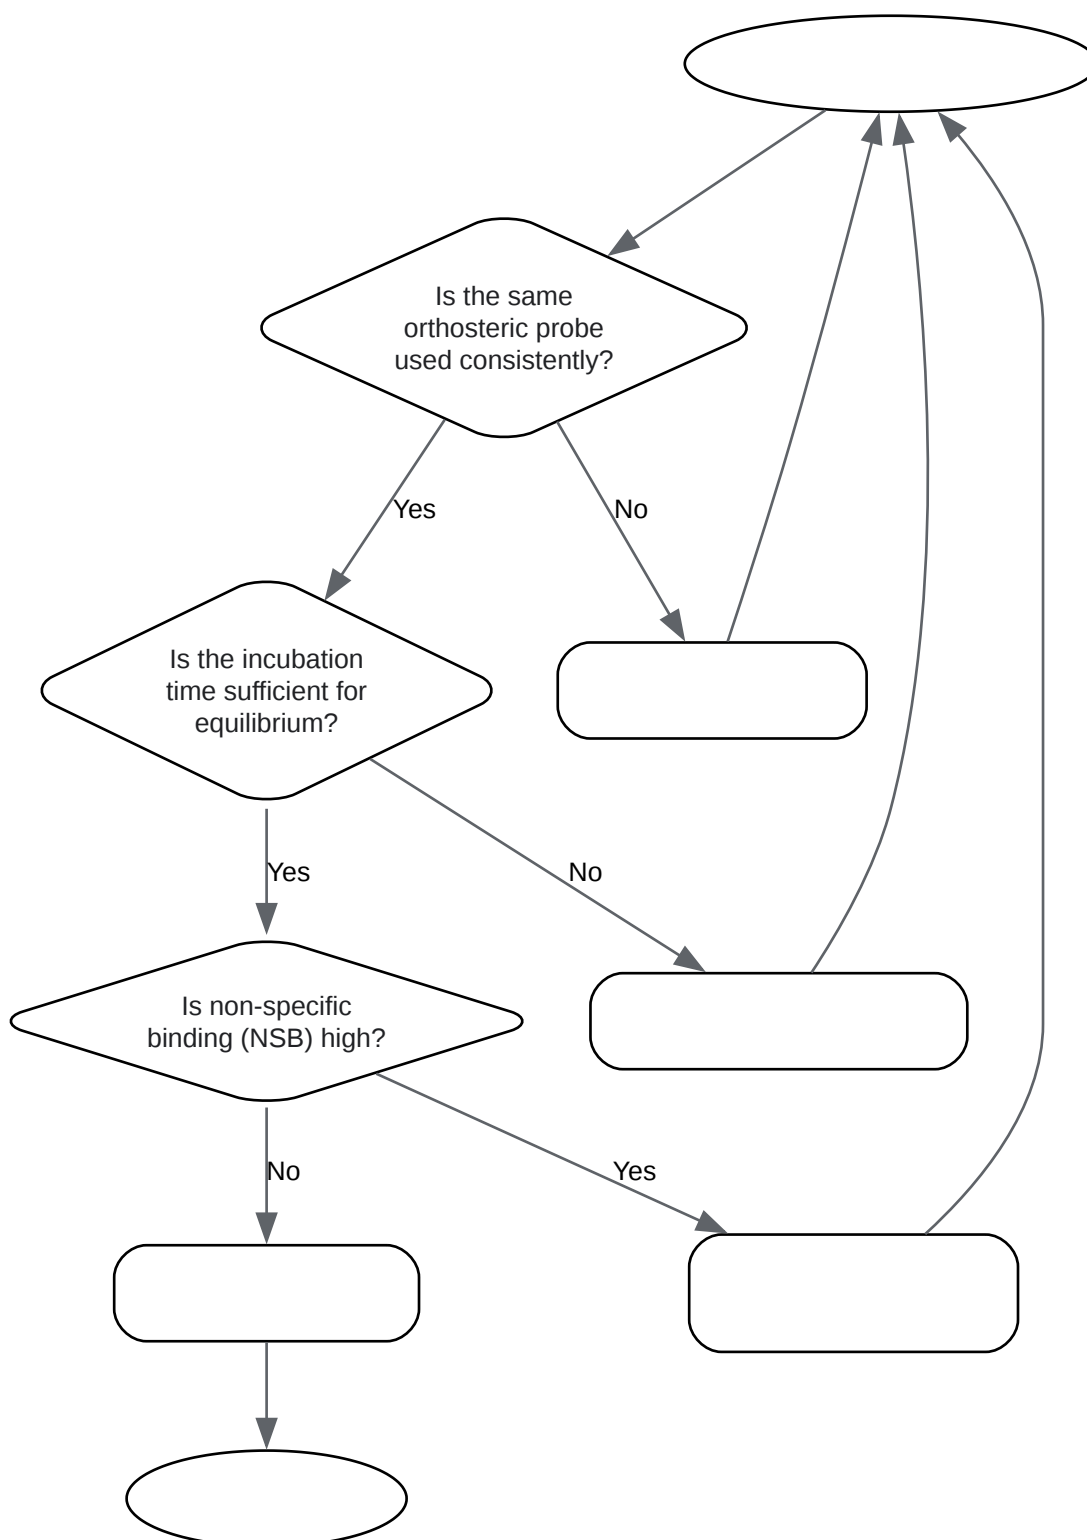 Is the same
orthosteric probe
used consistently?
Yes
No
Is the incubation
time sufficient for
equilibrium?
Yes
No
Is non-specific
binding (NSB) high?
No
Yes